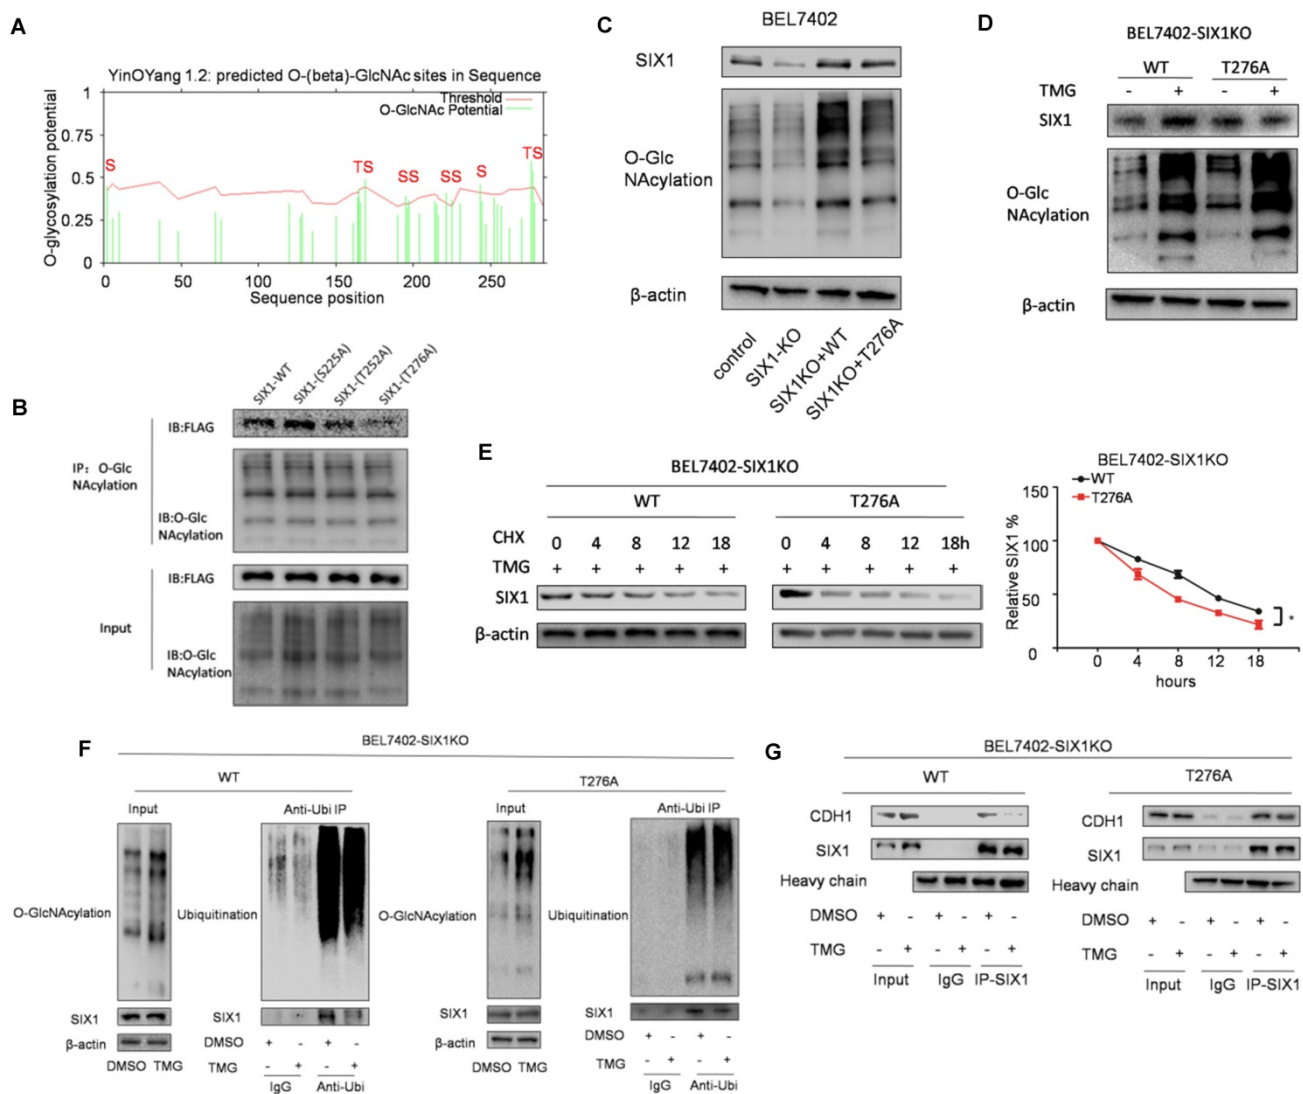 A
YinOYang 1.2: predicted O-(beta)-GlcNAc sites in Sequence
Threshold
O-GlcNAc Potential
O-glycosylation potential
1
0.75
0.5
0.25
0
S
TS
SS
SS
S
TS
0 50 100 150 200 250
Sequence position
B
SIX1-WT
SIX1-(S225A)
SIX1-(T252A)
SIX1-(T276A)
IP: O-Glc
NAcylation
IB:FLAG
IB:O-Glc
NAcylation
Input
IB:FLAG
IB:O-Glc
NAcylation
C
BEL7402
SIX1
O-Glc
NAcylation
β-actin
control
SIX1-KO
SIX1KO+WT
SIX1KO+T276A
D
BEL7402-SIX1KO
WT T276A
TMG - + - +
SIX1
O-Glc
NAcylation
β-actin
E
BEL7402-SIX1KO
WT T276A
CHX 0 4 8 12 18 0 4 8 12 18h
TMG + + + + + + + + + +
SIX1
β-actin
BEL7402-SIX1KO
WT
T276A
Relative SIX1 %
150
100
50
0
*
0 4 8 12 18
hours
F
BEL7402-SIX1KO
WT T276A
Input Anti-Ubi IP Input Anti-Ubi IP
O-GlcNAcylation Ubiquitination O-GlcNAcylation Ubiquitination
SIX1 SIX1 SIX1 SIX1
β-actin β-actin
DMSO TMG DMSO TMG
DMSO + - + - DMSO + - + -
TMG - + - + TMG - + - +
IgG Anti-Ubi IgG Anti-Ubi
G
BEL7402-SIX1KO
WT T276A
CDH1 CDH1
SIX1 SIX1
Heavy chain Heavy chain
DMSO + - + - + - DMSO + - + - + -
TMG - + - + - + TMG - + - + - +
Input IgG IP-SIX1 Input IgG IP-SIX1